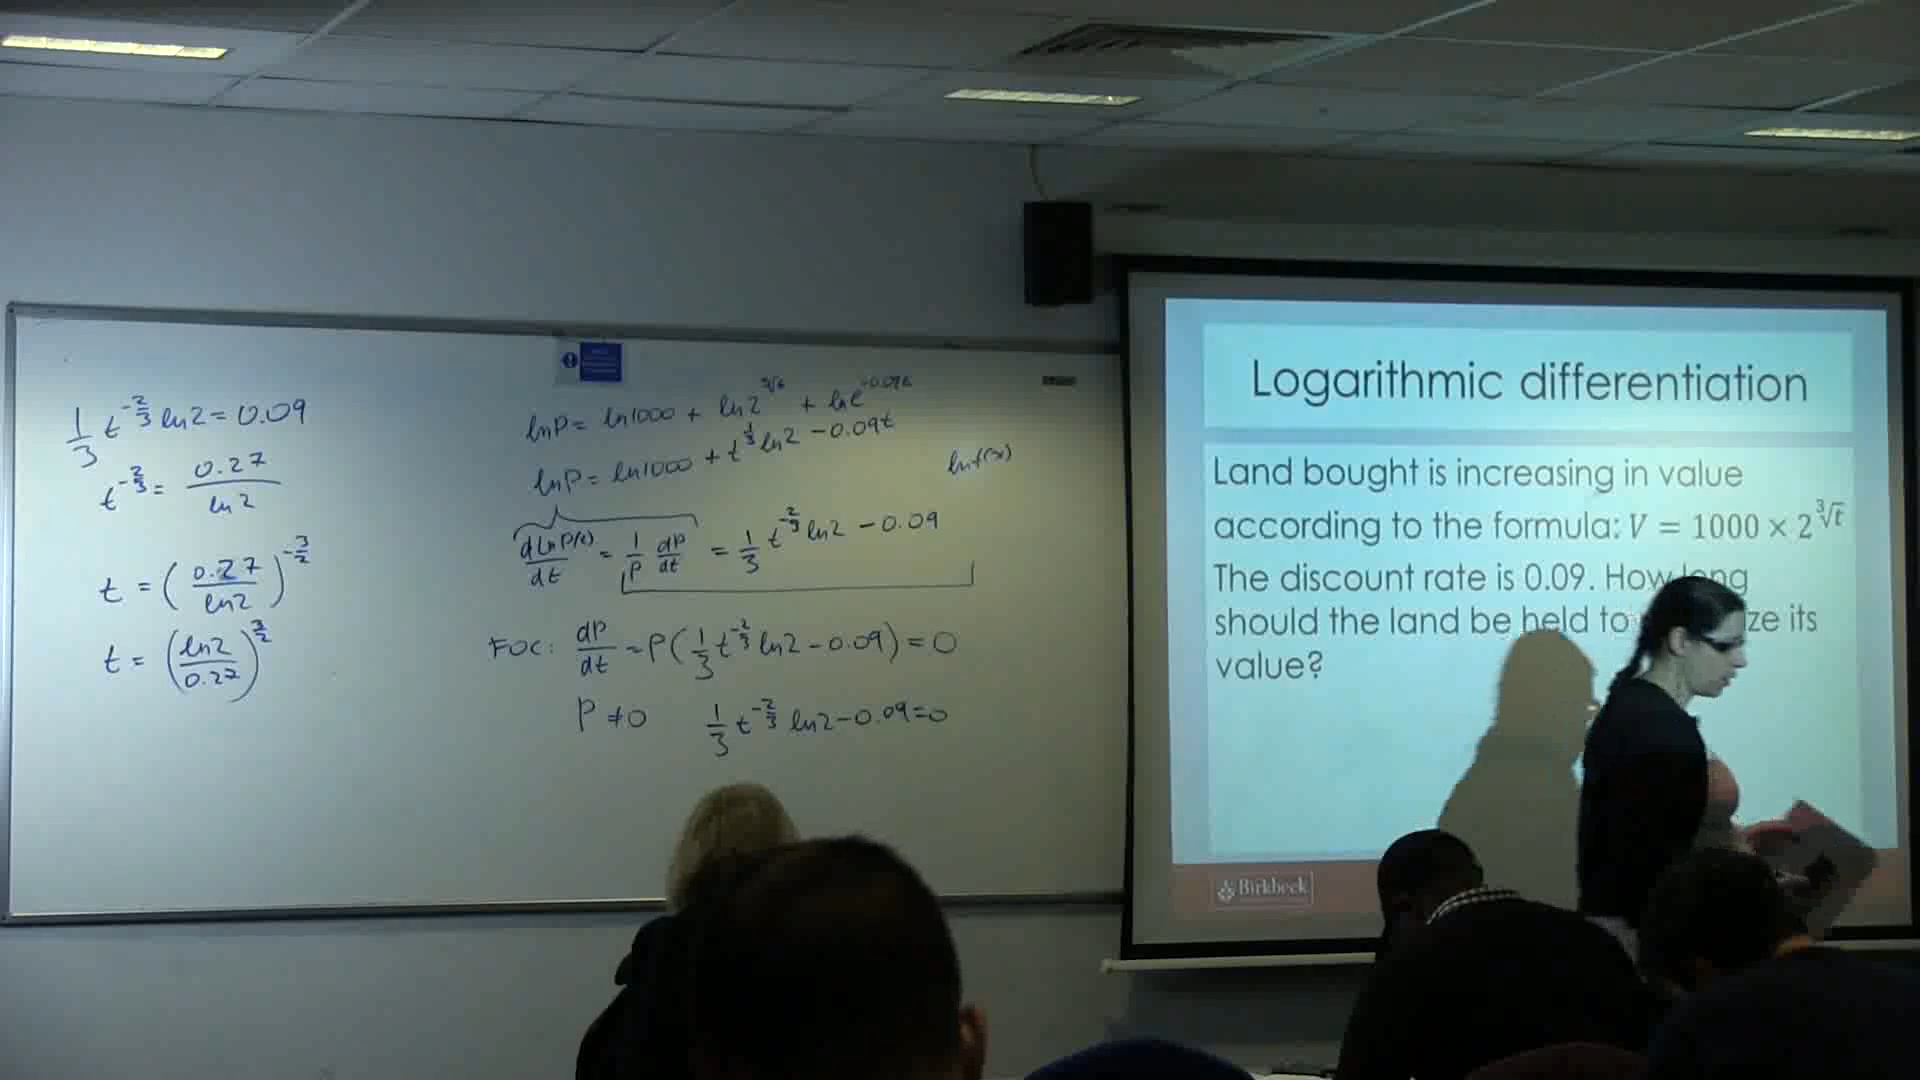 1/3 t^{-2/3} ln2 = 0.09
t^{-2/3} = 0.27/ln2
t = (0.27/ln2)^{-3/2}
t = (ln2/0.27)^{3/2}
lnP = ln1000 + ln2^{∛t} + lne^{-0.09t}
lnP = ln1000 + t^{1/3} ln2 - 0.09t
ln f(x)
dlnP(t)/dt = 1/P dP/dt = 1/3 t^{-2/3} ln2 - 0.09
FOC: dP/dt = P(1/3 t^{-2/3} ln2 - 0.09) = 0
P ≠ 0 1/3 t^{-2/3} ln2 - 0.09 = 0
Logarithmic differentiation
Land bought is increasing in value
according to the formula: V = 1000 × 2^{∛t}
The discount rate is 0.09. How long
should the land be held to ze its
value?
Birkbeck